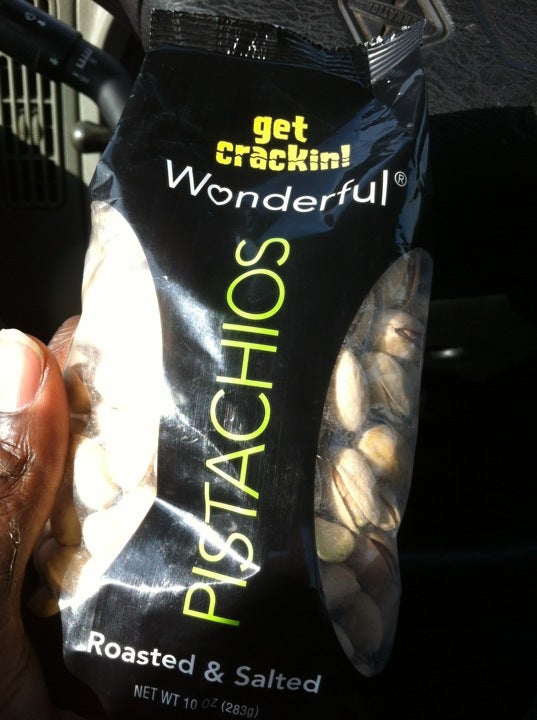 get
crackin!
Wonderful®
PISTACHIOS
Roasted & Salted
NET WT 10 OZ (283g)